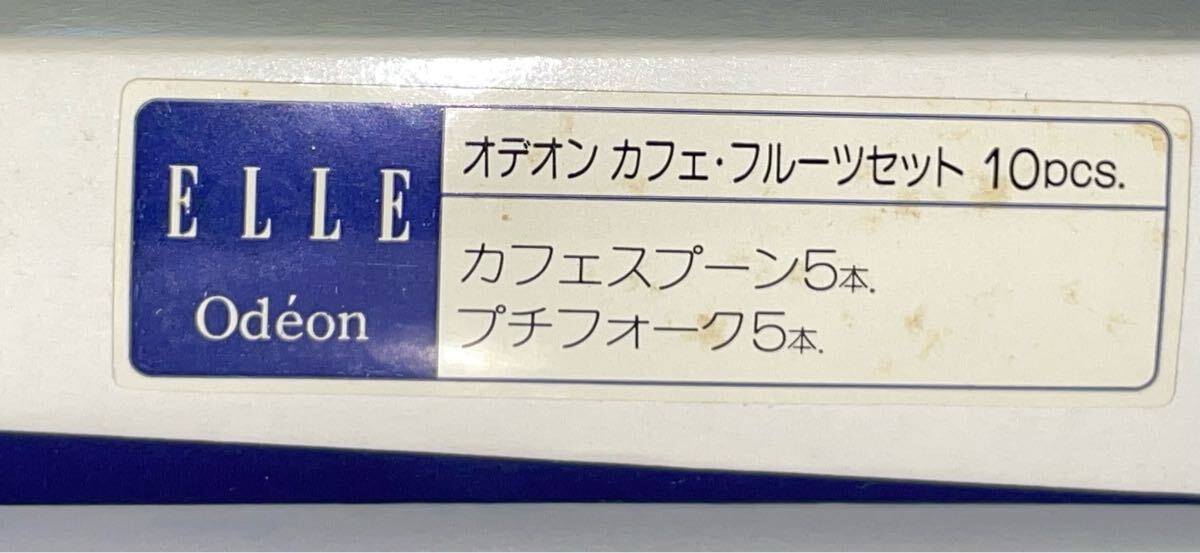 ELLE
Odéon
オデオン カフェ・フルーツセット 10pcs.
カフェスプーン5本.
プチフォーク5本.